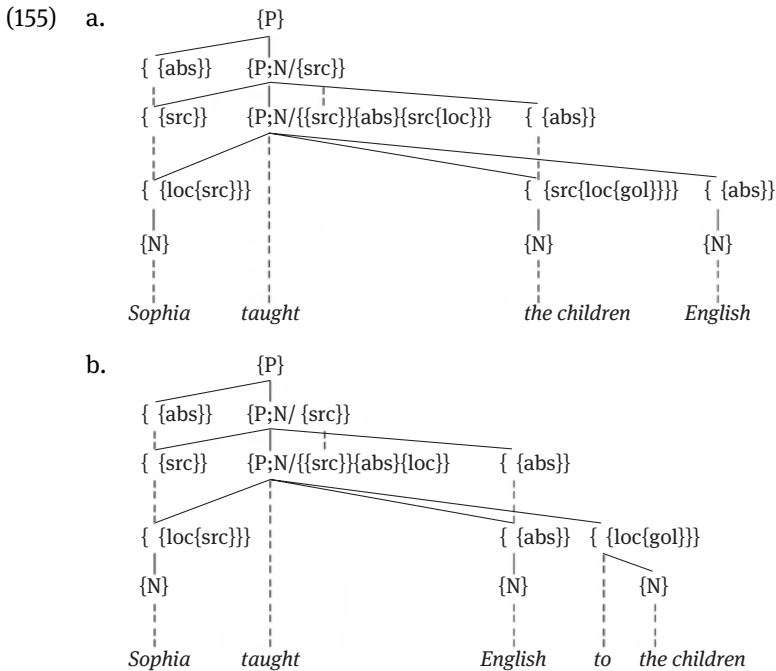 (155) a. {P}
{ {abs}} {P;N/{src}}
{ {src}} {P;N/{{src}}{abs}{src{loc}}} { {abs}}
{ {loc{src}}} { {src{loc{gol}}}} { {abs}}
{N} {N} {N}
Sophia taught the children English
b. {P}
{ {abs}} {P;N/ {src}}
{ {src}} {P;N/{{src}}{abs}{loc}} { {abs}}
{ {loc{src}}} { {abs}} { {loc{gol}}}
{N} {N} {N}
Sophia taught English to the children